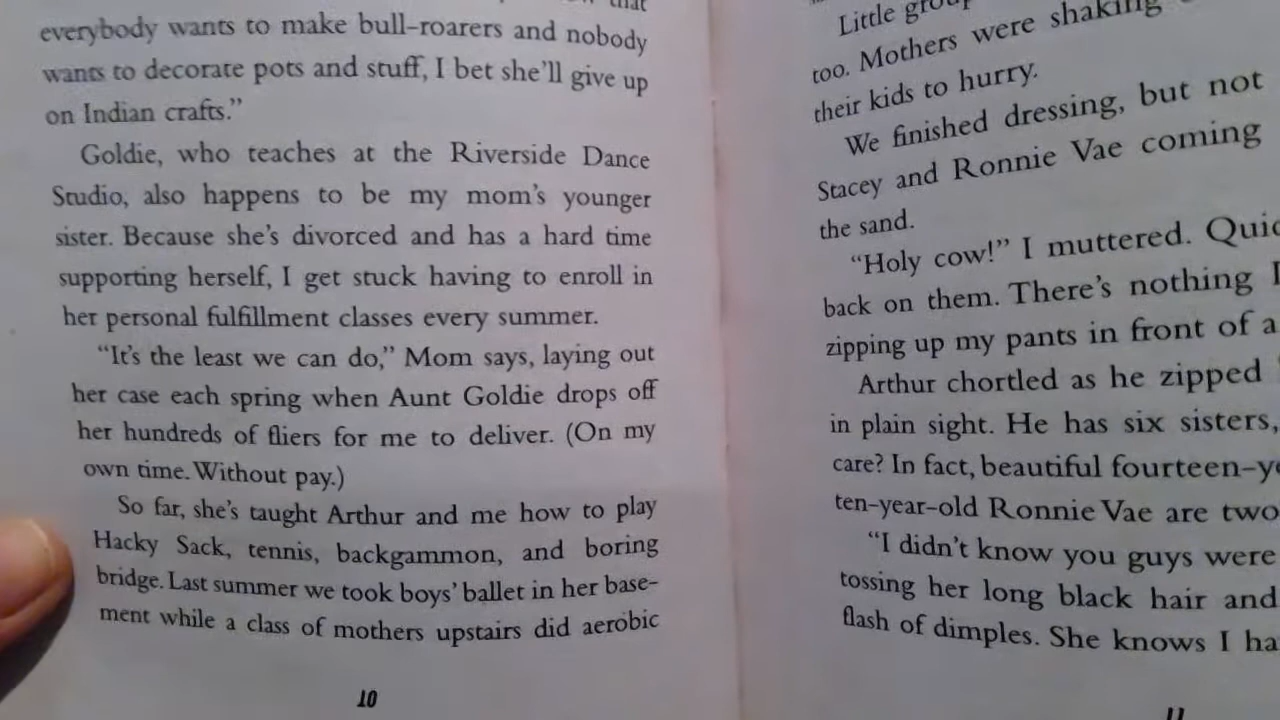 that
everybody wants to make bull-roarers and nobody
wants to decorate pots and stuff, I bet she'll give up
on Indian crafts."
Goldie, who teaches at the Riverside Dance
Studio, also happens to be my mom's younger
sister. Because she's divorced and has a hard time
supporting herself, I get stuck having to enroll in
her personal fulfillment classes every summer.
"It's the least we can do," Mom says, laying out
her case each spring when Aunt Goldie drops off
her hundreds of fliers for me to deliver. (On my
own time. Without pay.)
So far, she's taught Arthur and me how to play
Hacky Sack, tennis, backgammon, and boring
bridge. Last summer we took boys' ballet in her base-
ment while a class of mothers upstairs did aerobic
10
Little
too. Mothers were shaking
their kids to hurry.
We finished dressing, but not
Stacey and Ronnie Vae coming
the sand.
"Holy cow!" I muttered.
back on them. There's nothing
zipping up my pants in front of a
Arthur chortled as he zipped
in plain sight. He has six sisters,
care? In fact, beautiful fourteen-
ten-year-old Ronnie Vae are two
"I didn't know you guys were
tossing her long black hair and
flash of dimples. She knows I ha
11